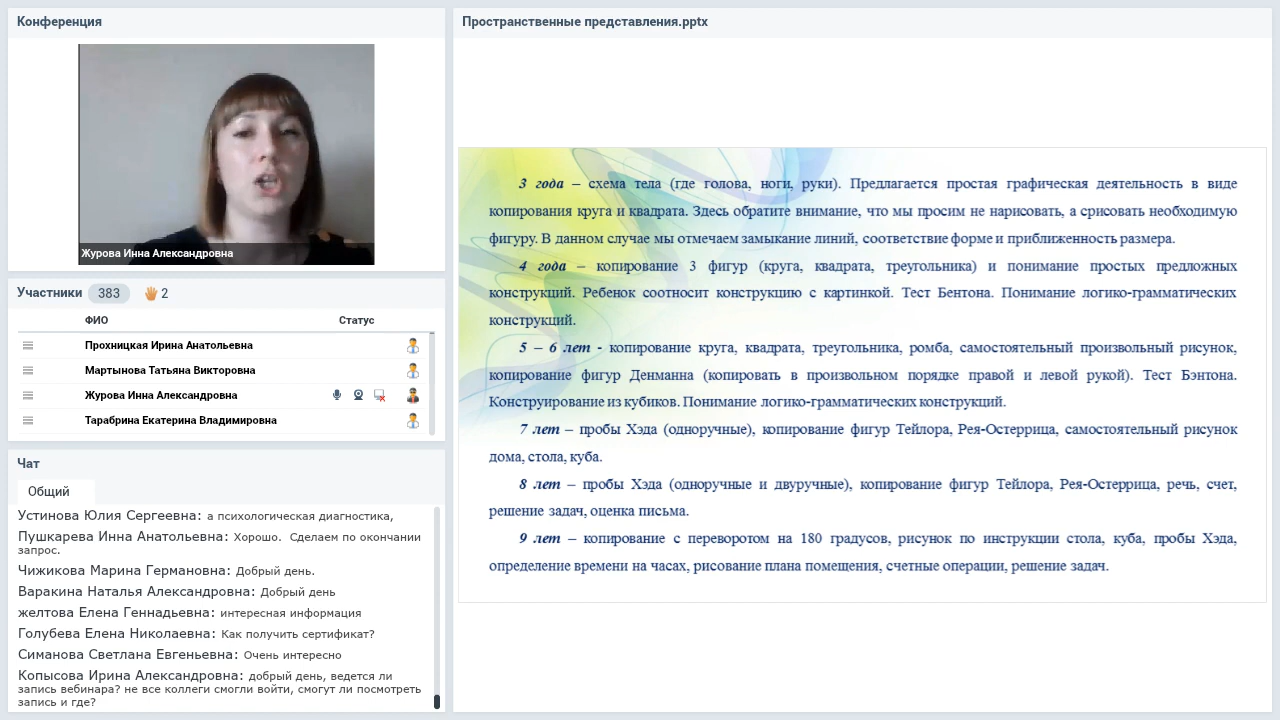 Конференция
Журова Инна Александровна
Участники 383 2
ФИО Статус
Прохницкая Ирина Анатольевна
Мартынова Татьяна Викторовна
Журова Инна Александровна
Тарабрина Екатерина Владимировна
Чат
Общий
Устинова Юлия Сергеевна: а психологическая диагностика,
Пушкарева Инна Анатольевна: Хорошо. Сделаем по окончании
запрос.
Чижикова Марина Германовна: Добрый день.
Варакина Наталья Александровна: Добрый день
желтова Елена Геннадьевна: интересная информация
Голубева Елена Николаевна: Как получить сертификат?
Симанова Светлана Евгеньевна: Очень интересно
Копысова Ирина Александровна: добрый день, ведется ли
запись вебинара? не все коллеги смогли войти, смогут ли посмотреть
запись и где?
Пространственные представления.pptx
3 года – схема тела (где голова, ноги, руки). Предлагается простая графическая деятельность в виде
копирования круга и квадрата. Здесь обратите внимание, что мы просим не нарисовать, а срисовать необходимую
фигуру. В данном случае мы отмечаем замыкание линий, соответствие форме и приближенность размера.
4 года – копирование 3 фигур (круга, квадрата, треугольника) и понимание простых предложных
конструкций. Ребенок соотносит конструкцию с картинкой. Тест Бентона. Понимание логико-грамматических
конструкций.
5 – 6 лет - копирование круга, квадрата, треугольника, ромба, самостоятельный произвольный рисунок,
копирование фигур Денманна (копировать в произвольном порядке правой и левой рукой). Тест Бэнтона.
Конструирование из кубиков. Понимание логико-грамматических конструкций.
7 лет – пробы Хэда (одноручные), копирование фигур Тейлора, Рея-Остеррица, самостоятельный рисунок
дома, стола, куба.
8 лет – пробы Хэда (одноручные и двуручные), копирование фигур Тейлора, Рея-Остеррица, речь, счет,
решение задач, оценка письма.
9 лет – копирование с переворотом на 180 градусов, рисунок по инструкции стола, куба, пробы Хэда,
определение времени на часах, рисование плана помещения, счетные операции, решение задач.